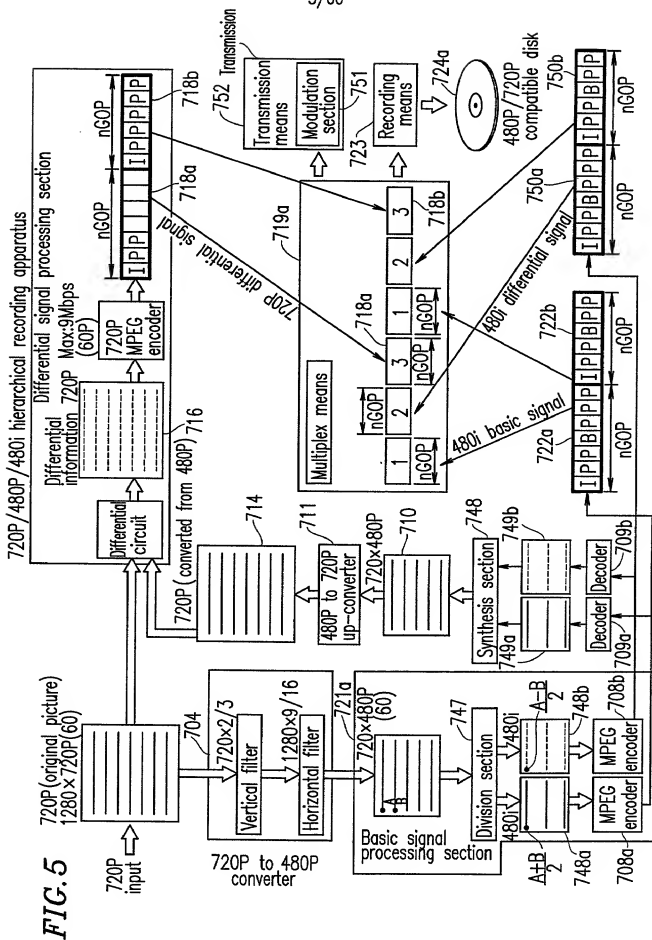 FIG.5
720P/480P/480i hierarchical recording apparatus
720P input
720P(original picture)
1280×720P(60)
704
720×2/3
Vertical filter
1280×9/16
Horizontal filter
720P to 480P
converter
721a
720×480P
(60)
A
B
Basic signal
processing section
Division section
747
480i
480i
A+B
2
A−B
2
748a
748b
MPEG
encoder
708a
MPEG
encoder
708b
Differential signal processing section
Differential
circuit
Differential 720P
information
716
Max:9Mbps
(60P)
720P
MPEG
encoder
nGOP
nGOP
I P P
I P P P P P
718a
718b
720P(converted from 480P)
714
711
480P to 720P
up-converter
720×480P
710
Synthesis section
748
749a
749b
Decoder
Decoder
709a
709b
720P differential signal
Multiplex means
719a
1
2
3
1
2
3
nGOP
nGOP
nGOP
nGOP
718a
718b
480i basic signal
480i differential signal
722a
722b
I P P B P P P
I P P B P P
nGOP
nGOP
750a
750b
I P P B P P P
I P P B P P
nGOP
nGOP
752
Transmission
Transmission
means
Modulation
section
751
723
Recording
means
724a
480P/720P
compatible disk